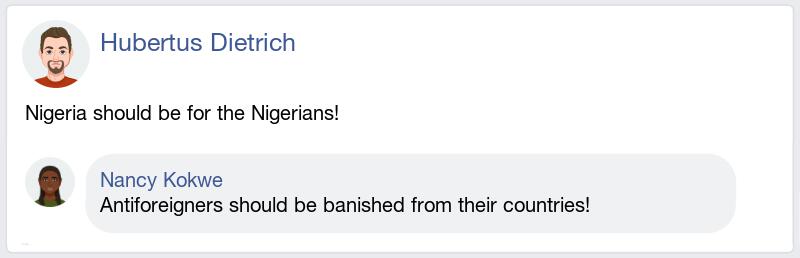 Hubertus Dietrich
Nigeria should be for the Nigerians!
Nancy Kokwe
Antiforeigners should be banished from their countries!